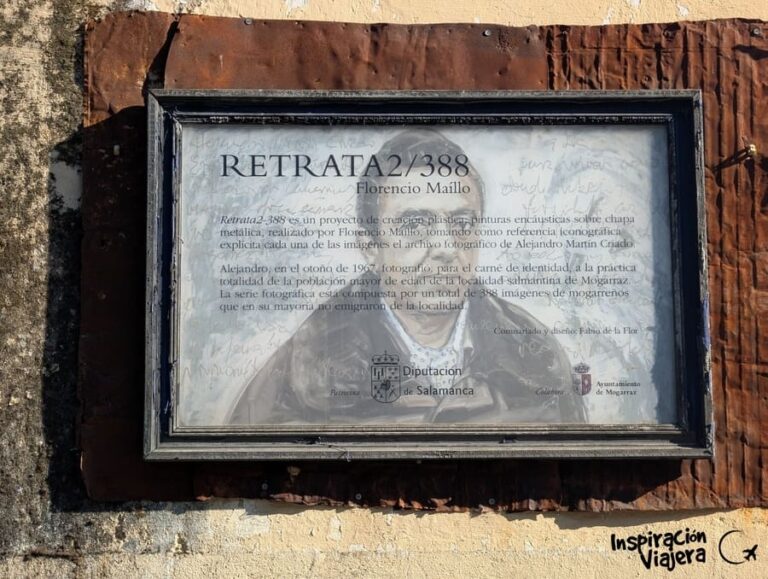 RETRATA2/388
Florencio Maíllo
Retrata2-388 es un proyecto de creación plástica, pinturas encáusticas sobre chapa
metálica, realizado por Florencio Maíllo, tomando como referencia iconográfica
explícita cada una de las imágenes el archivo fotográfico de Alejandro Martín Criado.
Alejandro, en el otoño de 1967, fotografió, para el carné de identidad, a la práctica
totalidad de la población mayor de edad de la localidad salmantina de Mogarraz.
La serie fotográfica está compuesta por un total de 388 imágenes de mogarreños
que en su mayoría no emigraron de la localidad.
Comisariado y diseño: Fabio de la Flor
Patrocina
Diputación
de Salamanca
Colabora
Ayuntamiento
de Mogarraz
Inspiración
Viajera